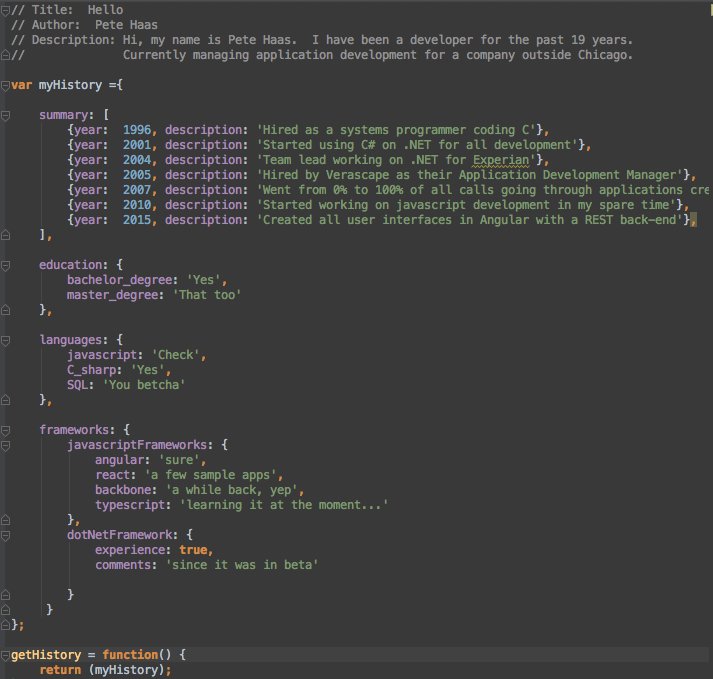 // Title:  Hello
// Author:  Pete Haas
// Description: Hi, my name is Pete Haas.  I have been a developer for the past 19 years.
//              Currently managing application development for a company outside Chicago.
var myHistory ={
    summary: [
        {year:  1996, description: 'Hired as a systems programmer coding C'},
        {year:  2001, description: 'Started using C# on .NET for all development'},
        {year:  2004, description: 'Team lead working on .NET for Experian'},
        {year:  2005, description: 'Hired by Verascape as their Application Development Manager'},
        {year:  2007, description: 'Went from 0% to 100% of all calls going through applications cre
        {year:  2010, description: 'Started working on javascript development in my spare time'},
        {year:  2015, description: 'Created all user interfaces in Angular with a REST back-end'},
    ],
    education: {
        bachelor_degree: 'Yes',
        master_degree: 'That too'
    },
    languages: {
        javascript: 'Check',
        C_sharp: 'Yes',
        SQL: 'You betcha'
    },
    frameworks: {
        javascriptFrameworks: {
            angular: 'sure',
            react: 'a few sample apps',
            backbone: 'a while back, yep',
            typescript: 'learning it at the moment...'
        },
        dotNetFramework: {
            experience: true,
            comments: 'since it was in beta'
        }
     }
};
getHistory = function() {
    return (myHistory);